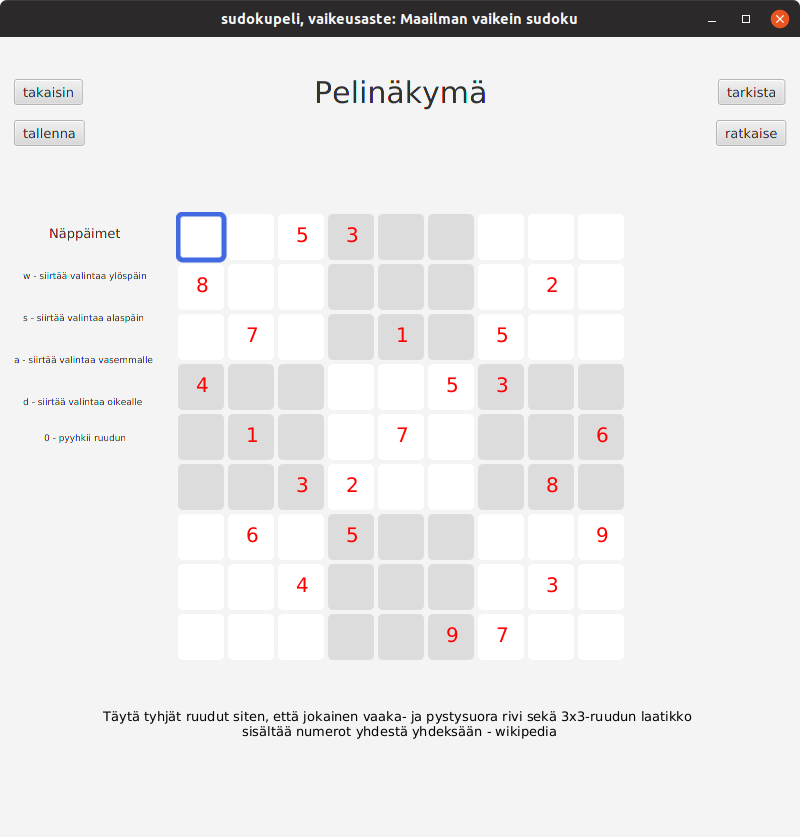 sudokupeli, vaikeusaste: Maailman vaikein sudoku
takaisin
Pelinäkymä
tarkista
tallenna
ratkaise
Näppäimet
w - siirtää valintaa ylöspäin
s - siirtää valintaa alaspäin
a - siirtää valintaa vasemmalle
d - siirtää valintaa oikealle
0 - pyyhkii ruudun
5 3
8 2
7 1 5
4 5 3
1 7 6
3 2 8
6 5 9
4 3
9 7
Täytä tyhjät ruudut siten, että jokainen vaaka- ja pystysuora rivi sekä 3x3-ruudun laatikko
sisältää numerot yhdestä yhdeksään - wikipedia